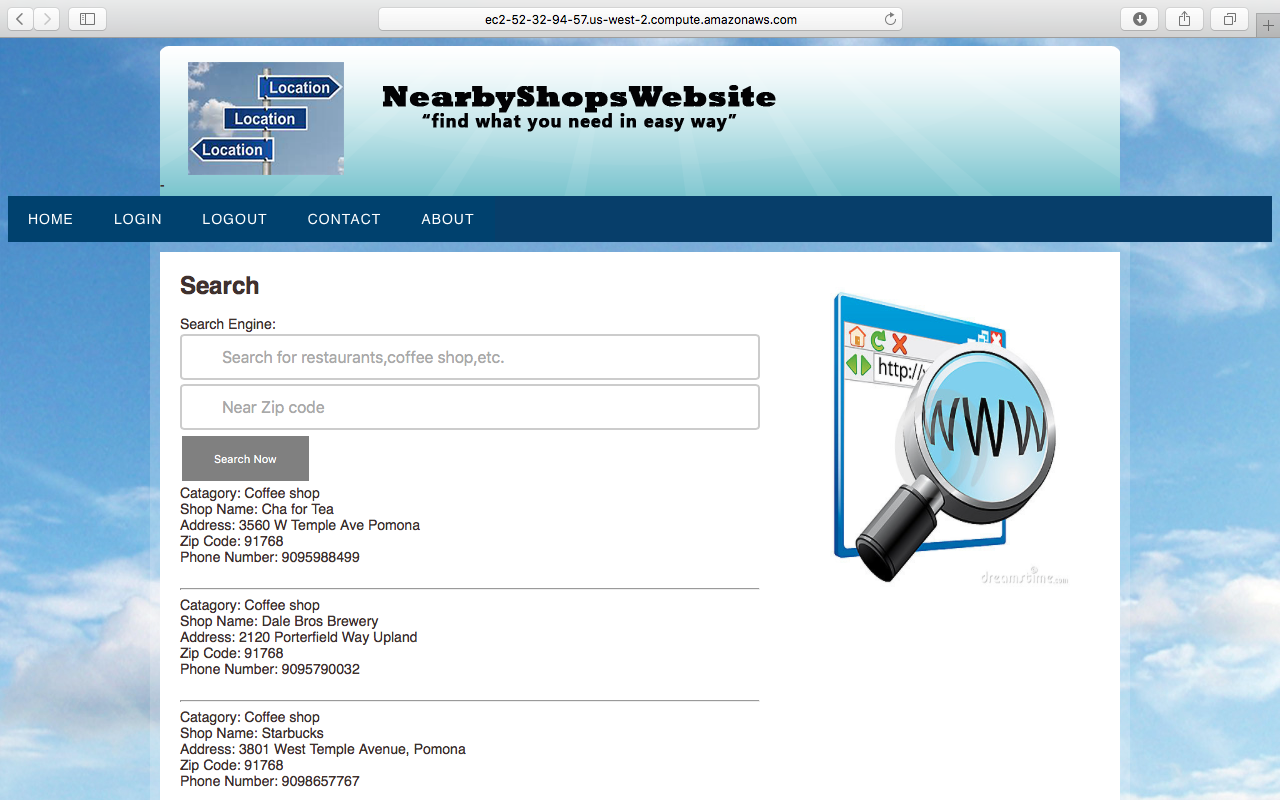 ec2-52-32-94-57.us-west-2.compute.amazonaws.com
Location
Location
Location
NearbyShopsWebsite
“find what you need in easy way”
-
HOME LOGIN LOGOUT CONTACT ABOUT
Search
Search Engine:
Search for restaurants,coffee shop,etc.
Near Zip code
Search Now
Catagory: Coffee shop
Shop Name: Cha for Tea
Address: 3560 W Temple Ave Pomona
Zip Code: 91768
Phone Number: 9095988499
Catagory: Coffee shop
Shop Name: Dale Bros Brewery
Address: 2120 Porterfield Way Upland
Zip Code: 91768
Phone Number: 9095790032
Catagory: Coffee shop
Shop Name: Starbucks
Address: 3801 West Temple Avenue, Pomona
Zip Code: 91768
Phone Number: 9098657767
http://
WWW
dreamstime.com